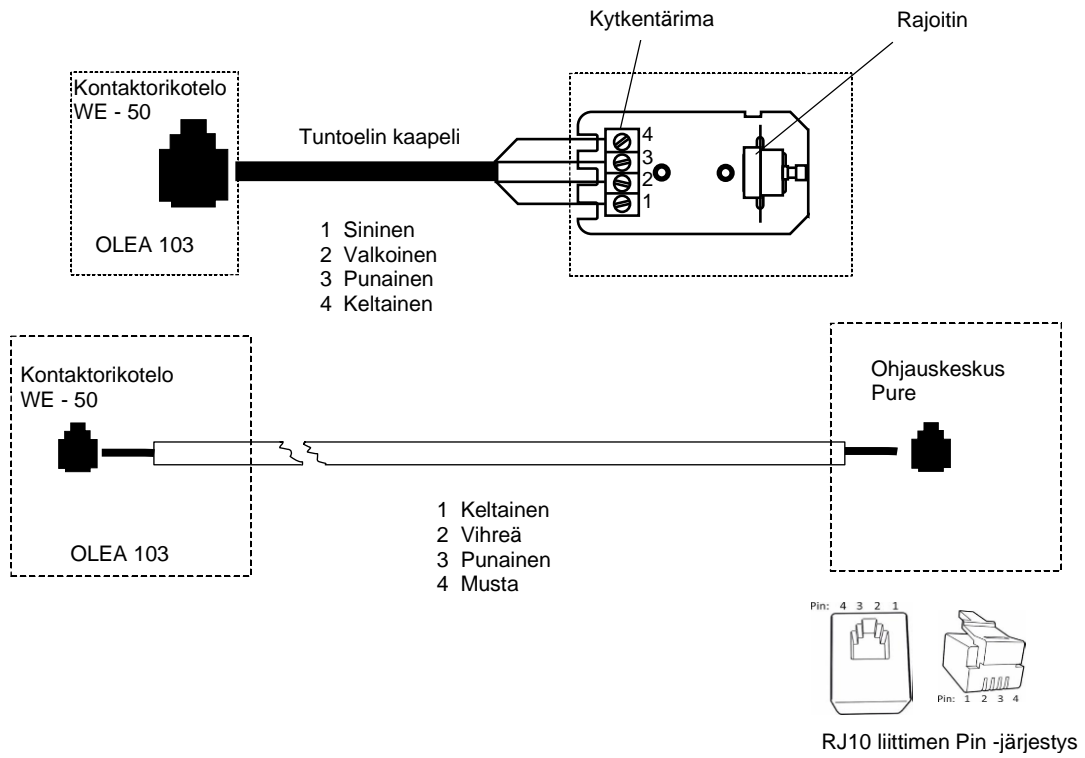 Kytkentärima
Rajoitin
Kontaktorikotelo
WE - 50
Tuntoelin kaapeli
4
3
2
1
OLEA 103
1 Sininen
2 Valkoinen
3 Punainen
4 Keltainen
Kontaktorikotelo
WE - 50
Ohjauskeskus
Pure
OLEA 103
1 Keltainen
2 Vihreä
3 Punainen
4 Musta
Pin: 4 3 2 1
Pin: 1 2 3 4
RJ10 liittimen Pin -järjestys